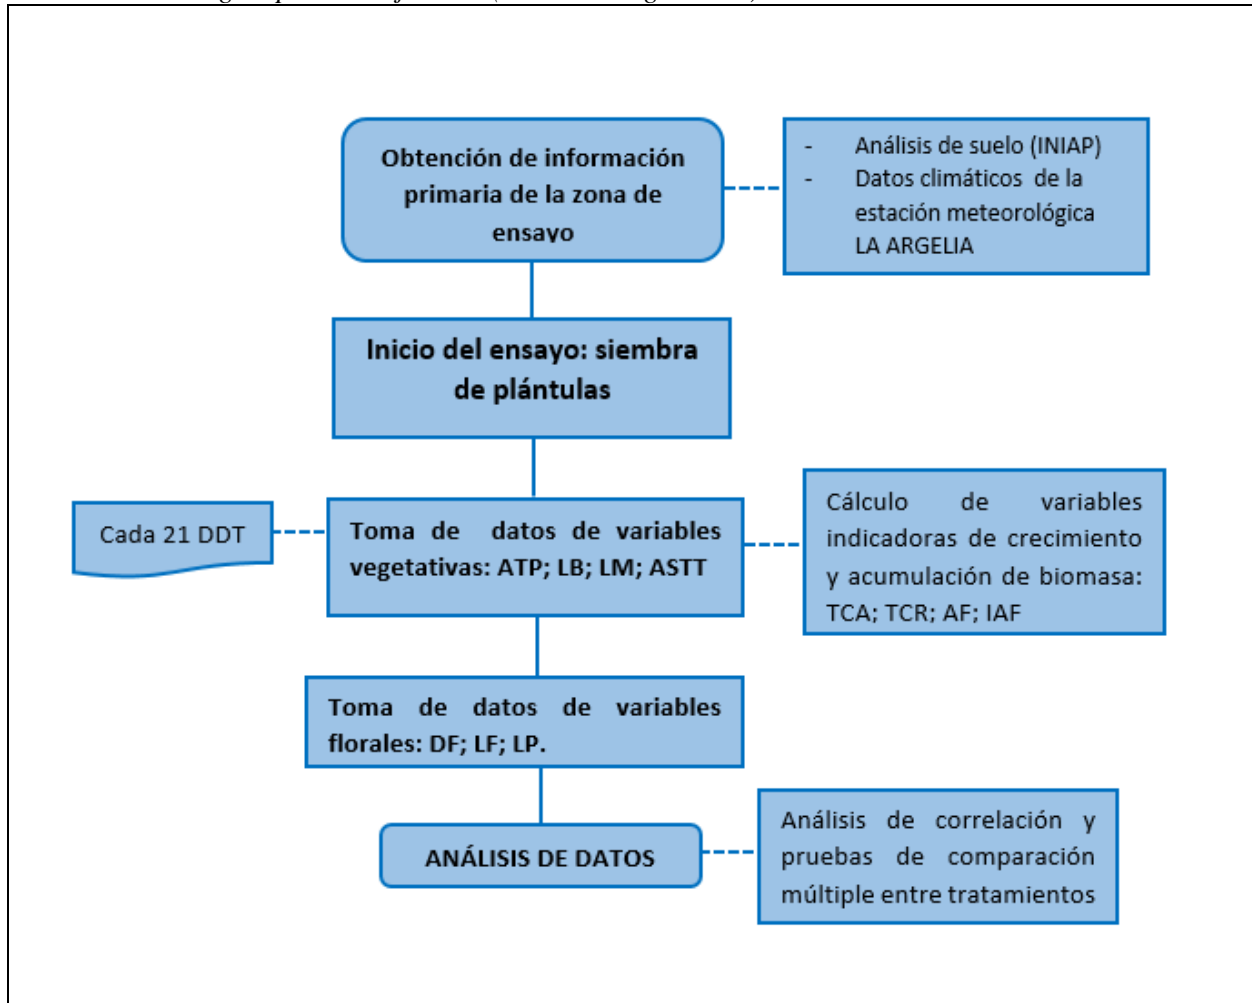 Obtención de información
primaria de la zona de
ensayo
- Análisis de suelo (INIAP)
- Datos climáticos de la
estación meteorológica
LA ARGELIA
Inicio del ensayo: siembra
de plántulas
Cada 21 DDT
Toma de datos de variables
vegetativas: ATP; LB; LM; ASTT
Cálculo de variables
indicadoras de crecimiento
y acumulación de biomasa:
TCA; TCR; AF; IAF
Toma de datos de variables
florales: DF; LF; LP.
ANÁLISIS DE DATOS
Análisis de correlación y
pruebas de comparación
múltiple entre tratamientos